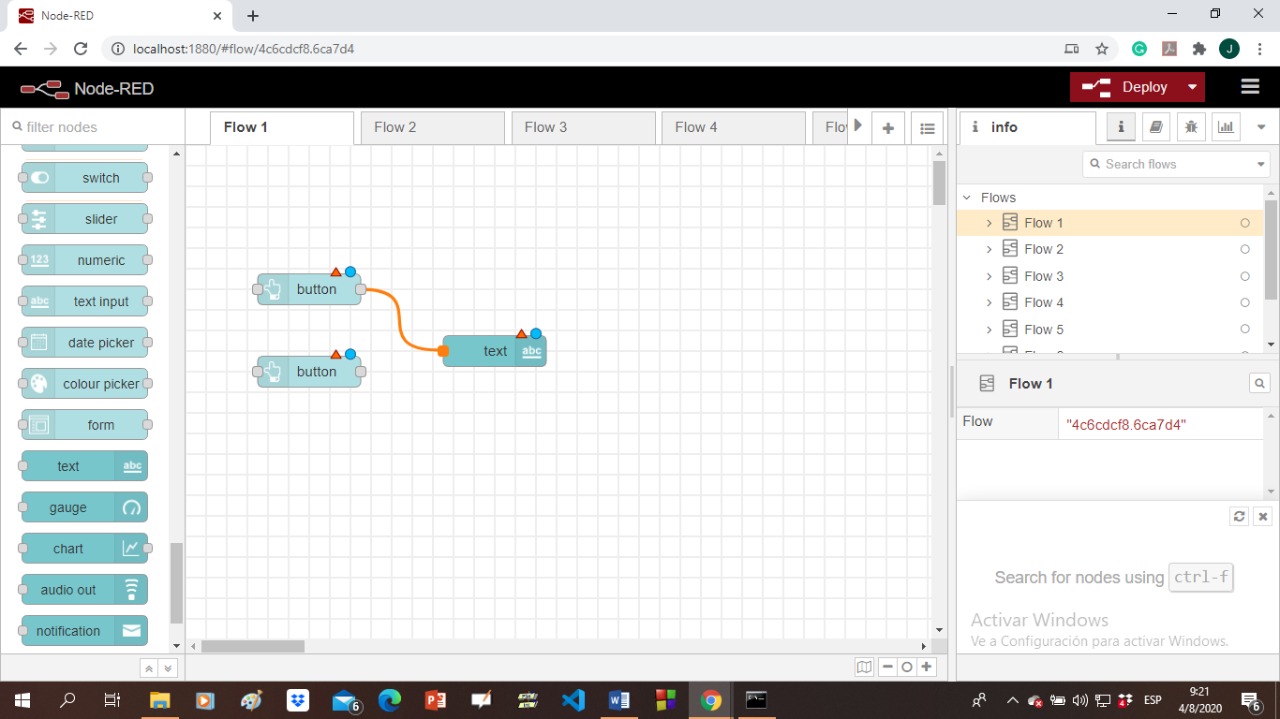 Node-RED
localhost:1880/#flow/4c6cdcf8.6ca7d4
J
Node-RED
Deploy
filter nodes
Flow 1
Flow 2
Flow 3
Flow 4
Flo
i info
i
Search flows
switch
slider
123 numeric
abc text input
date picker
colour picker
form
text abc
gauge
chart
audio out
notification
button
button
text abc
Flows
Flow 1
Flow 2
Flow 3
Flow 4
Flow 5
Flow 1
Flow
"4c6cdcf8.6ca7d4"
Search for nodes using ctrl-f
Activar Windows
Ve a Configuración para activar Windows.
6
ESP
9:21
4/8/2020
6